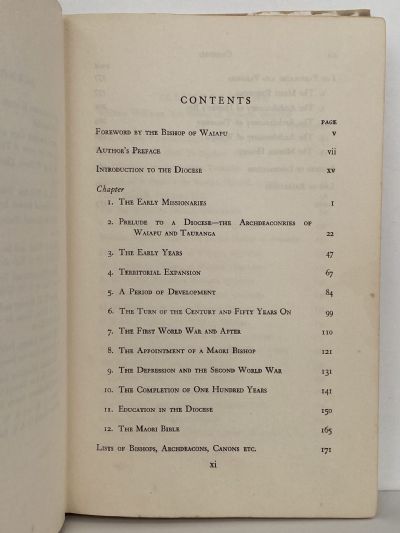 CONTENTS
PAGE
Foreword by the Bishop of Waiapu v
Author's Preface vii
Introduction to the Diocese xv
Chapter
1. The Early Missionaries 1
2. Prelude to a Diocese—the Archdeaconries of
Waiapu and Tauranga 22
3. The Early Years 47
4. Territorial Expansion 67
5. A Period of Development 84
6. The Turn of the Century and Fifty Years On 99
7. The First World War and After 110
8. The Appointment of a Maori Bishop 121
9. The Depression and the Second World War 131
10. The Completion of One Hundred Years 141
11. Education in the Diocese 150
12. The Maori Bible 165
Lists of Bishops, Archdeacons, Canons etc. 171
xi